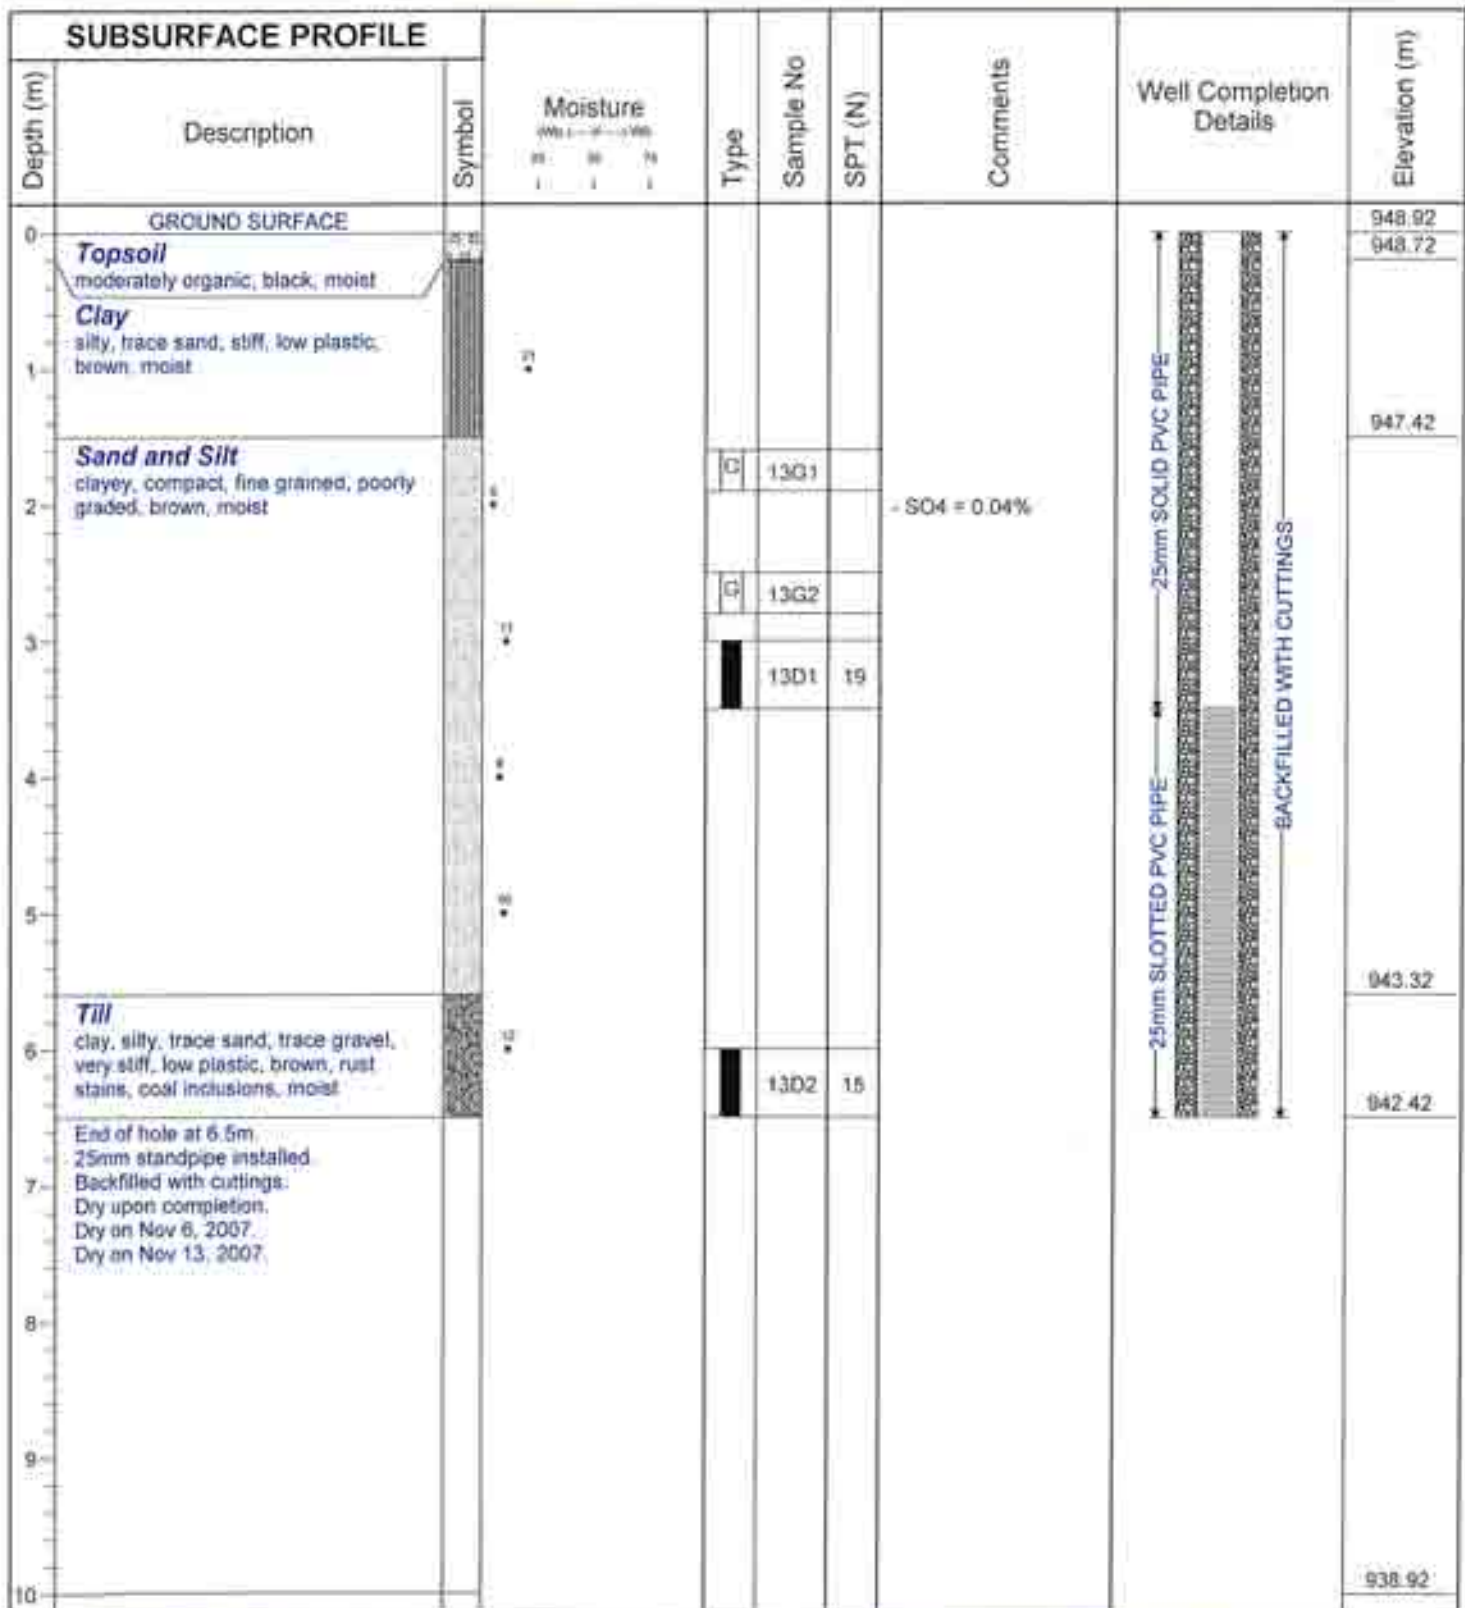 SUBSURFACE PROFILE
Depth (m)
Description
Symbol
Moisture
Type
Sample No
SPT (N)
Comments
Well Completion
Details
Elevation (m)
GROUND SURFACE
948.92
0
Topsoil
948.72
moderately organic, black, moist
Clay
silty, trace sand, stiff, low plastic,
brown, moist
1
21
947.42
Sand and Silt
clayey, compact, fine grained, poorly
graded, brown, moist
G
13G1
2
- SO4 = 0.04%
G
13G2
3
11
13D1
19
4
5
943.32
Till
clay, silty, trace sand, trace gravel,
very stiff, low plastic, brown, rust
stains, coal inclusions, moist
6
12
13D2
15
942.42
25mm SOLID PVC PIPE
25mm SLOTTED PVC PIPE
BACKFILLED WITH CUTTINGS
End of hole at 6.5m.
25mm standpipe installed.
Backfilled with cuttings.
Dry upon completion.
Dry on Nov 6, 2007.
Dry on Nov 13, 2007.
7
8
9
10
938.92